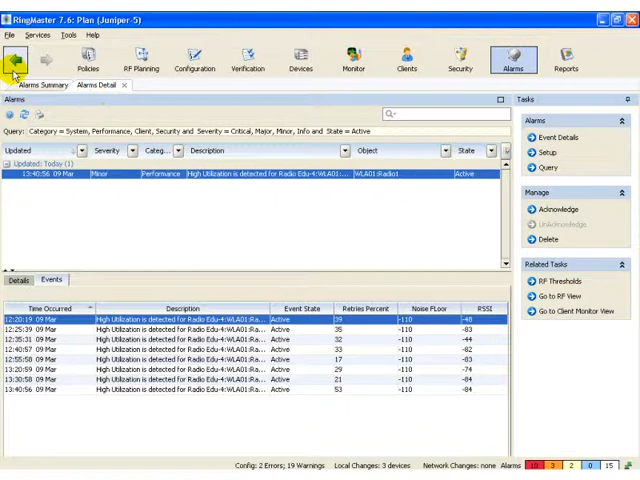 RingMaster 7.6: Plan (Juniper-5)
File Services Tools Help
Policies RF Planning Configuration Verification Devices Monitor Clients Security Alarms Reports
Alarms Summary Alarms Detail
Alarms
Query: Category = System, Performance, Client, Security and Severity = Critical, Major, Minor, Info and State = Active
Updated Severity Categ... Description Object State
Updated: Today (1)
13:40:56 09 Mar Minor Performance High Utilization is detected for Radio Edu-4:WLA01:... WLA01:Radio1 Active
Details Events
Time Occurred Description Event State Retries Percent Noise FLoor RSSI
12:20:19 09 Mar High Utilization is detected for Radio Edu-4:WLA01:Ra... Active 39 -110 -48
12:25:39 09 Mar High Utilization is detected for Radio Edu-4:WLA01:Ra... Active 35 -110 -83
12:35:31 09 Mar High Utilization is detected for Radio Edu-4:WLA01:Ra... Active 32 -110 -44
12:40:57 09 Mar High Utilization is detected for Radio Edu-4:WLA01:Ra... Active 33 -110 -82
12:55:58 09 Mar High Utilization is detected for Radio Edu-4:WLA01:Ra... Active 17 -110 -83
13:20:59 09 Mar High Utilization is detected for Radio Edu-4:WLA01:Ra... Active 29 -110 -74
13:30:58 09 Mar High Utilization is detected for Radio Edu-4:WLA01:Ra... Active 21 -110 -84
13:40:56 09 Mar High Utilization is detected for Radio Edu-4:WLA01:Ra... Active 53 -110 -84
Tasks
Alarms
Event Details
Setup
Query
Manage
Acknowledge
UnAcknowledge
Delete
Related Tasks
RF Thresholds
Go to RF View
Go to Client Monitor View
Config: 2 Errors; 19 Warnings Local Changes: 3 devices Network Changes: none Alarms 10 3 2 0 15